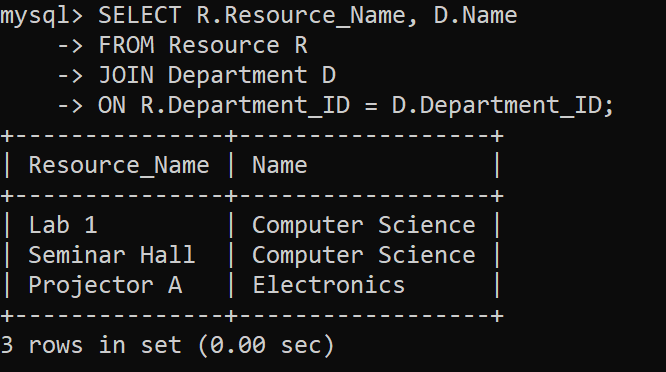 mysql> SELECT R.Resource_Name, D.Name
    -> FROM Resource R
    -> JOIN Department D
    -> ON R.Department_ID = D.Department_ID;
+---------------+------------------+
| Resource_Name | Name             |
+---------------+------------------+
| Lab 1         | Computer Science |
| Seminar Hall  | Computer Science |
| Projector A   | Electronics      |
+---------------+------------------+
3 rows in set (0.00 sec)